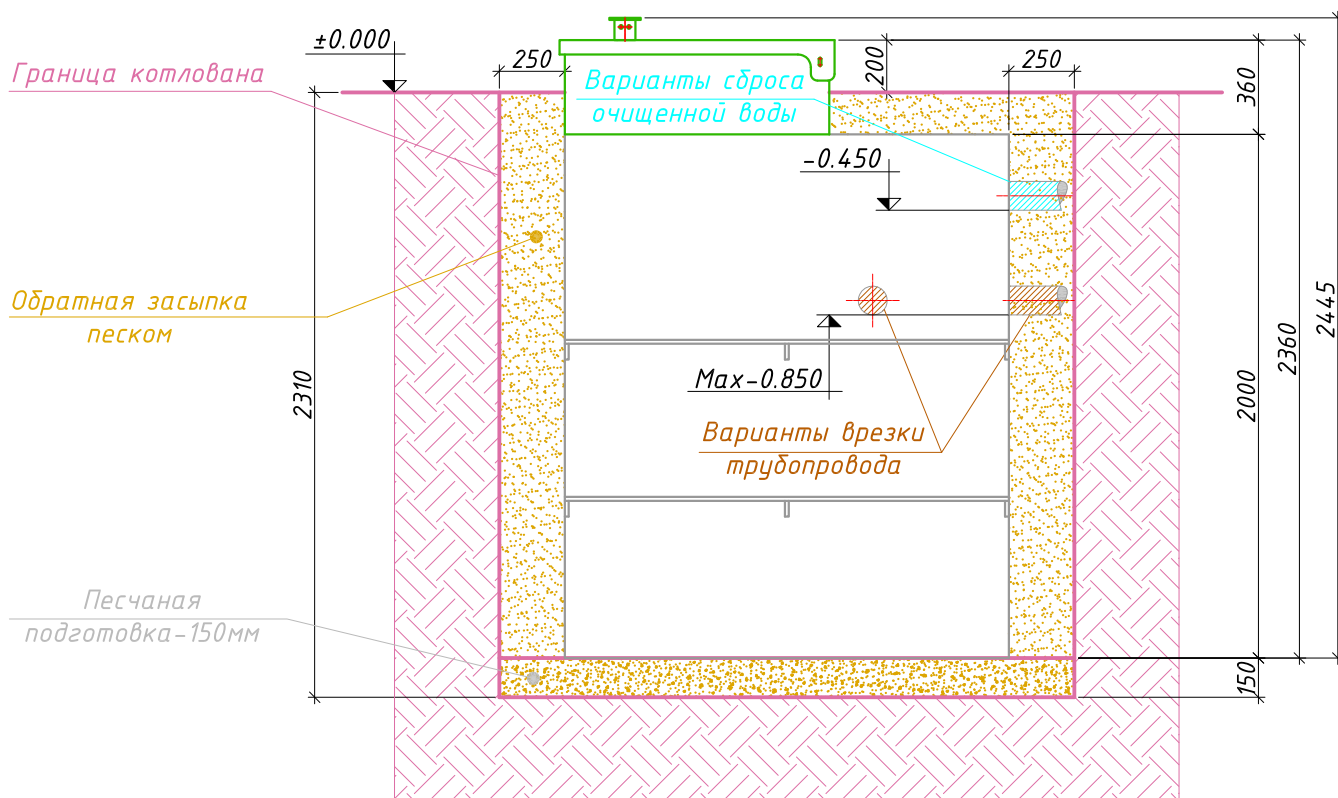 ±0.000
Граница котлована
250
Варианты сброса
очищенной воды
200
250
360
-0.450
Обратная засыпка
песком
2310
Max-0.850
Варианты врезки
трубопровода
2000
2360
2445
Песчаная
подготовка-150мм
150